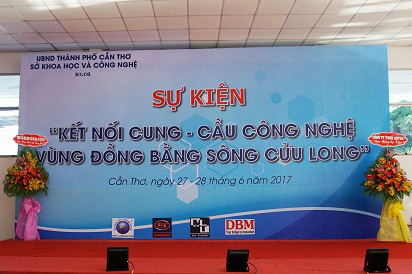 UBND THÀNH PHỐ CẦN THƠ
SỞ KHOA HỌC VÀ CÔNG NGHỆ
SỰ KIỆN
"KẾT NỐI CUNG - CẦU CÔNG NGHỆ
VÙNG ĐỒNG BẰNG SÔNG CỬU LONG"
Cần Thơ, ngày 27 - 28 tháng 6 năm 2017
DBM